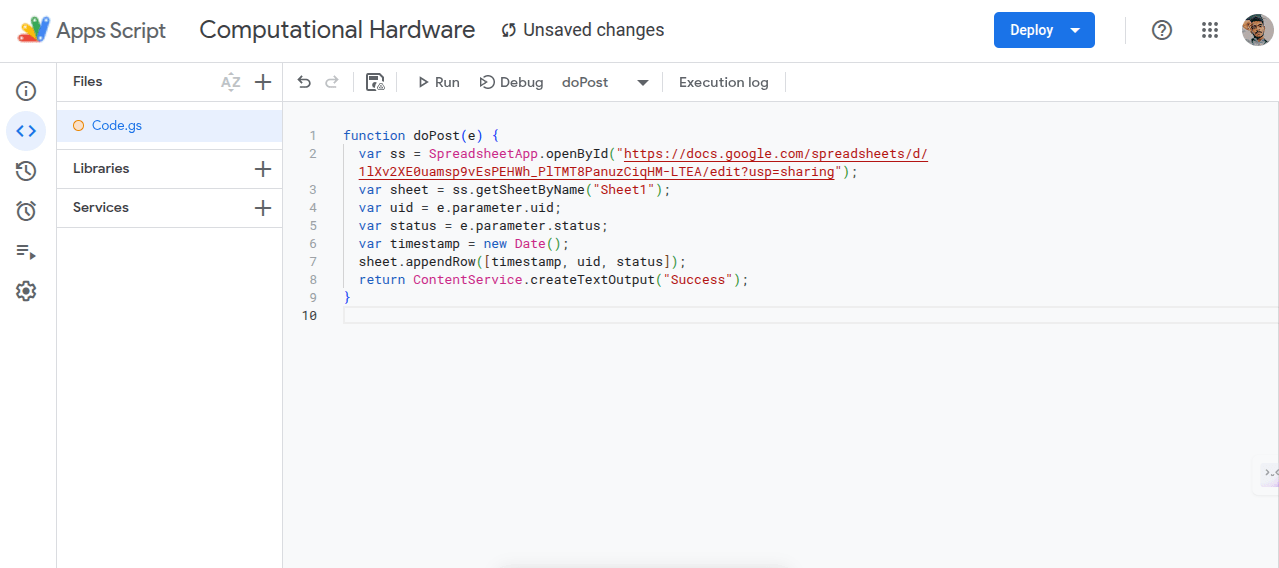 Apps Script Computational Hardware Unsaved changes Deploy
Files AZ Run Debug doPost Execution log
Code.gs
Libraries
Services
1 function doPost(e) {
2 var ss = SpreadsheetApp.openById("https://docs.google.com/spreadsheets/d/
1lXv2XE0uamsp9vEsPEHWh_PlTMT8PanuzCiqHM-LTEA/edit?usp=sharing");
3 var sheet = ss.getSheetByName("Sheet1");
4 var uid = e.parameter.uid;
5 var status = e.parameter.status;
6 var timestamp = new Date();
7 sheet.appendRow([timestamp, uid, status]);
8 return ContentService.createTextOutput("Success");
9 }
10